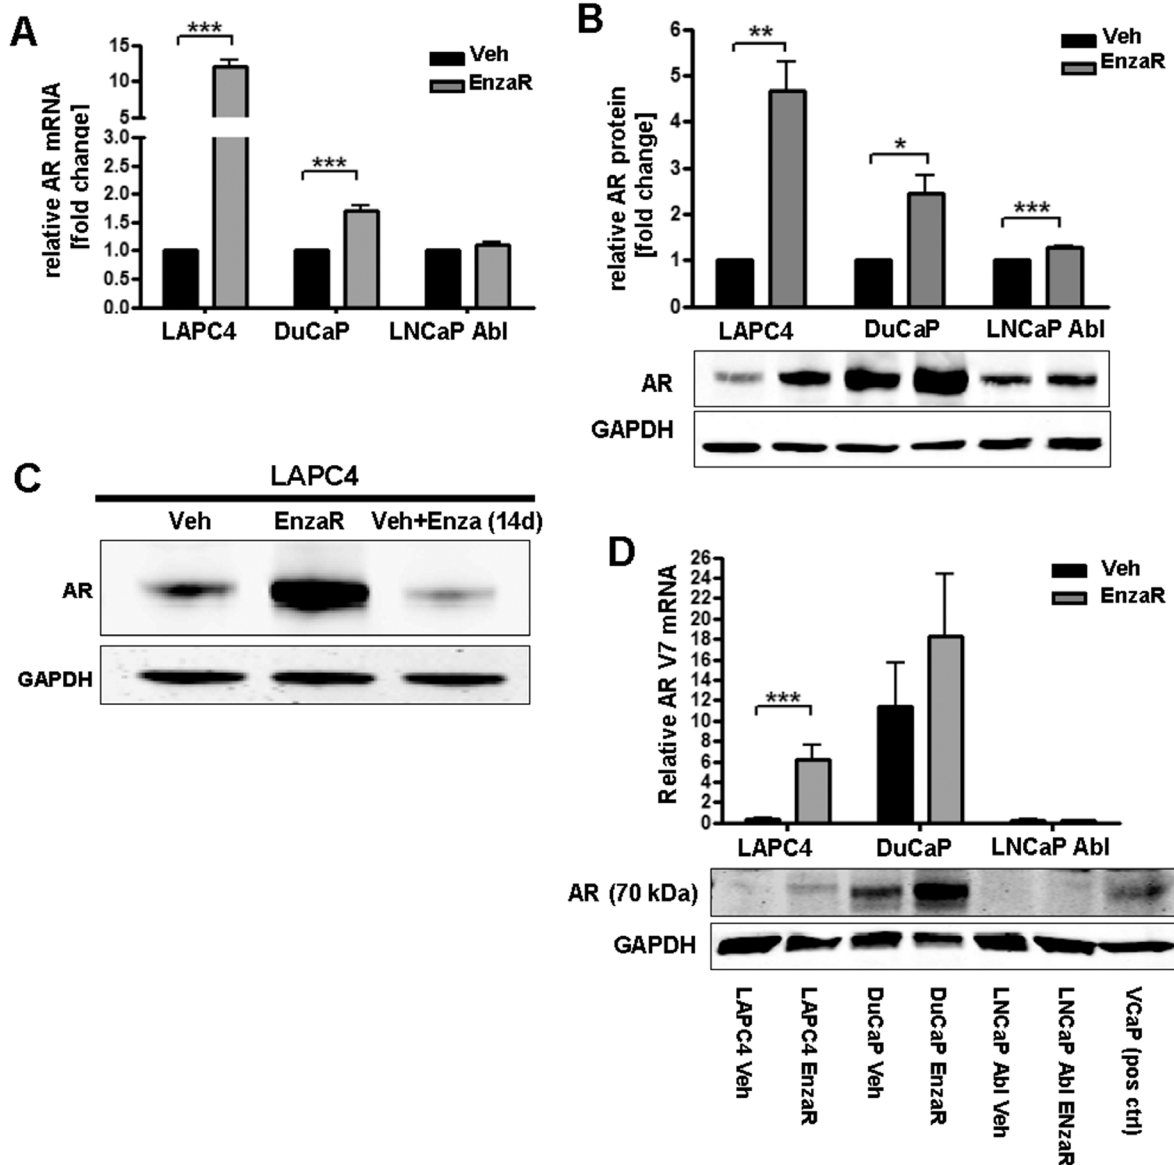 A
relative AR mRNA
[fold change]
15
10
5
3.0
2.5
2.0
1.5
1.0
0.5
0.0
***
***
Veh
EnzaR
LAPC4 DuCaP LNCaP Abl
B
relative AR protein
[fold change]
6
5
4
3
2
1
0
**
*
***
Veh
EnzaR
LAPC4 DuCaP LNCaP Abl
AR
GAPDH
C
LAPC4
Veh EnzaR Veh+Enza (14d)
AR
GAPDH
D
Relative AR V7 mRNA
26
24
22
20
18
16
14
12
10
8
6
4
2
0
***
Veh
EnzaR
LAPC4 DuCaP LNCaP Abl
AR (70 kDa)
GAPDH
LAPC4 Veh
LAPC4 EnzaR
DuCaP Veh
DuCaP EnzaR
LNCaP Abl Veh
LNCaP Abl ENzaR
VCaP (pos ctrl)